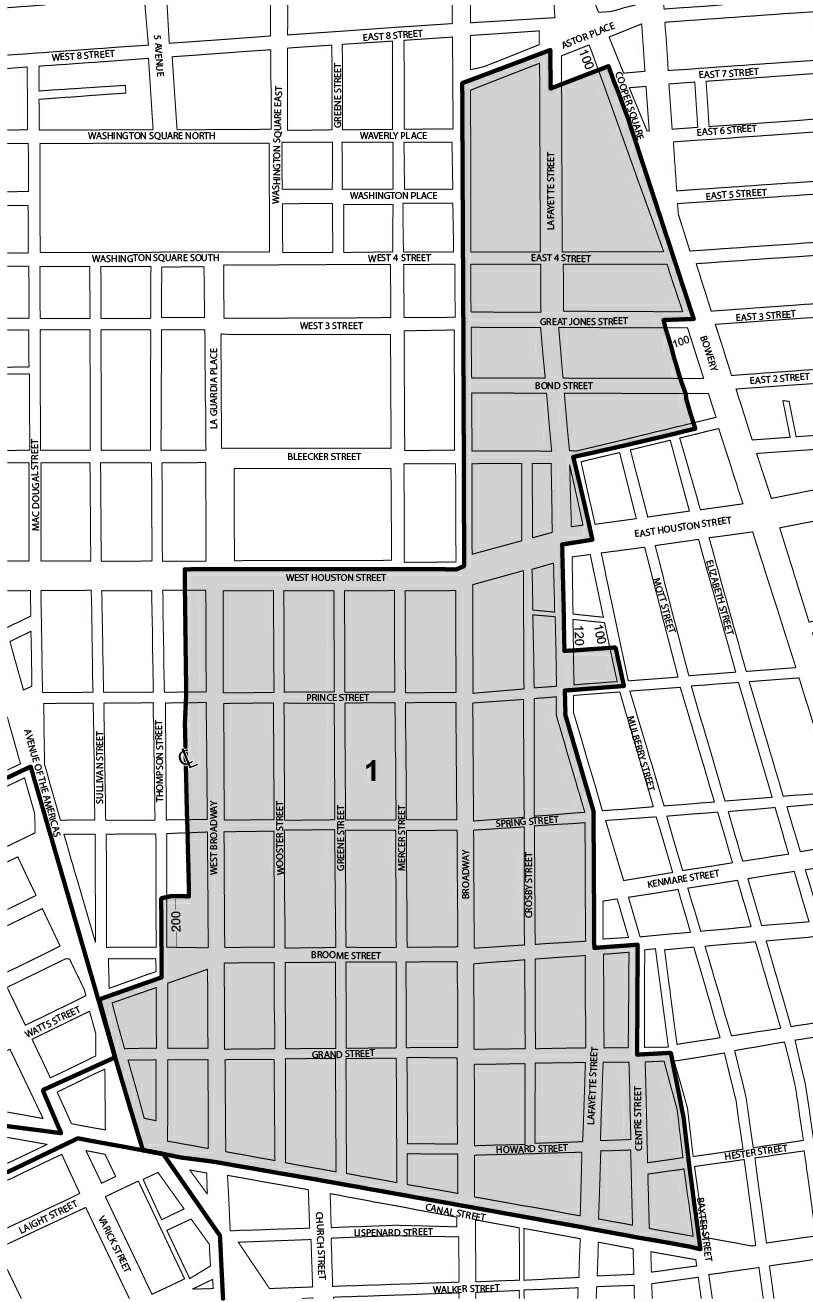 ASTOR PLACE
EAST 8 STREET
5 AVENUE
WEST 8 STREET
100
EAST 7 STREET
COOPER SQUARE
GREENE STREET
WASHINGTON SQUARE EAST
WASHINGTON SQUARE NORTH
WAVERLY PLACE
EAST 6 STREET
WASHINGTON PLACE
LAFAYETTE STREET
EAST 5 STREET
WASHINGTON SQUARE SOUTH
WEST 4 STREET
EAST 4 STREET
WEST 3 STREET
GREAT JONES STREET
EAST 3 STREET
100
BOWERY
LA GUARDIA PLACE
BOND STREET
EAST 2 STREET
MAC DOUGAL STREET
BLEECKER STREET
EAST HOUSTON STREET
WEST HOUSTON STREET
MOTT STREET
ELIZABETH STREET
120
100
PRINCE STREET
AVENUE OF THE AMERICAS
SULLIVAN STREET
THOMPSON STREET
MULBERRY STREET
1
WEST BROADWAY
WOOSTER STREET
GREENE STREET
MERCER STREET
BROADWAY
SPRING STREET
CROSBY STREET
KENMARE STREET
200
BROOME STREET
WATTS STREET
GRAND STREET
LAFAYETTE STREET
CENTRE STREET
HOWARD STREET
HESTER STREET
LAIGHT STREET
VARICK STREET
CHURCH STREET
CANAL STREET
LISPENARD STREET
BAXTER STREET
WALKER STREET